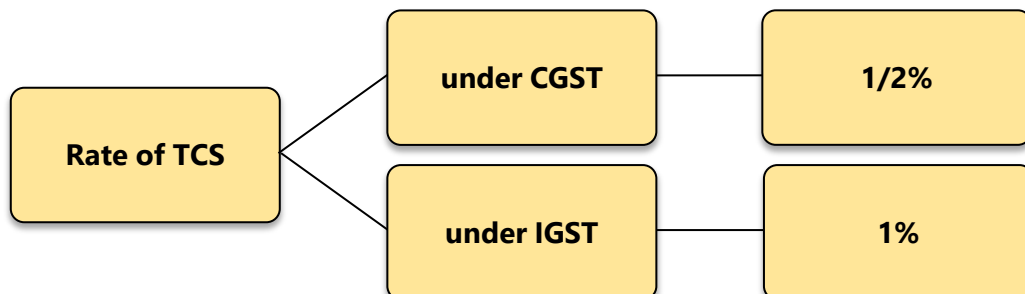 Rate of TCS
under CGST
1/2%
under IGST
1%